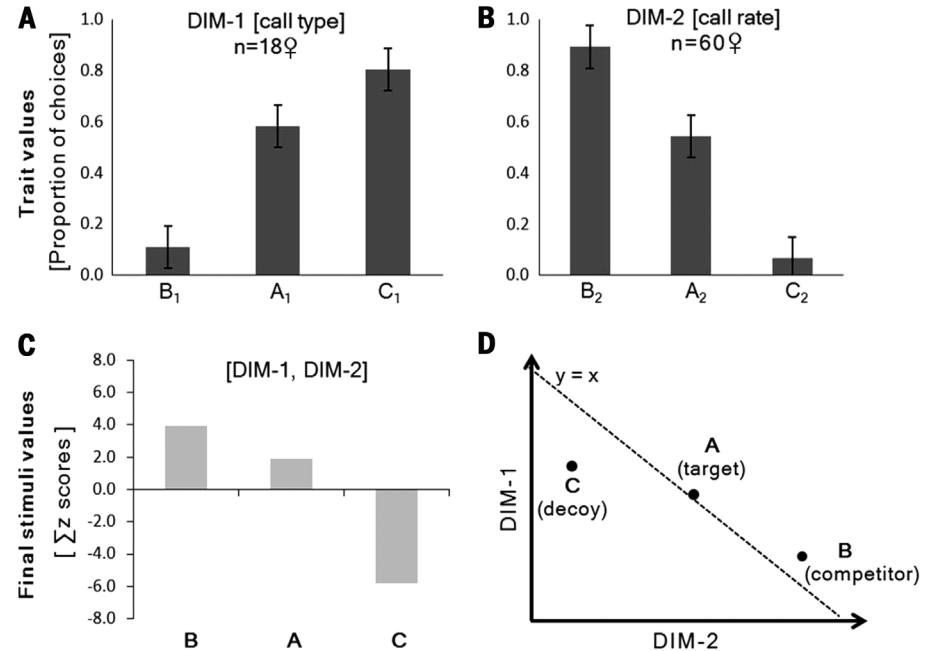 A
DIM-1 [call type]
n=18♀
Trait values
[Proportion of choices]
1.0
0.8
0.6
0.4
0.2
0.0
B₁
A₁
C₁
B
DIM-2 [call rate]
n=60♀
1.0
0.8
0.6
0.4
0.2
0.0
B₂
A₂
C₂
C
[DIM-1, DIM-2]
Final stimuli values
[ ∑z scores ]
8.0
6.0
4.0
2.0
0.0
-2.0
-4.0
-6.0
-8.0
B
A
C
D
y = x
A
(target)
C
(decoy)
B
(competitor)
DIM-1
DIM-2